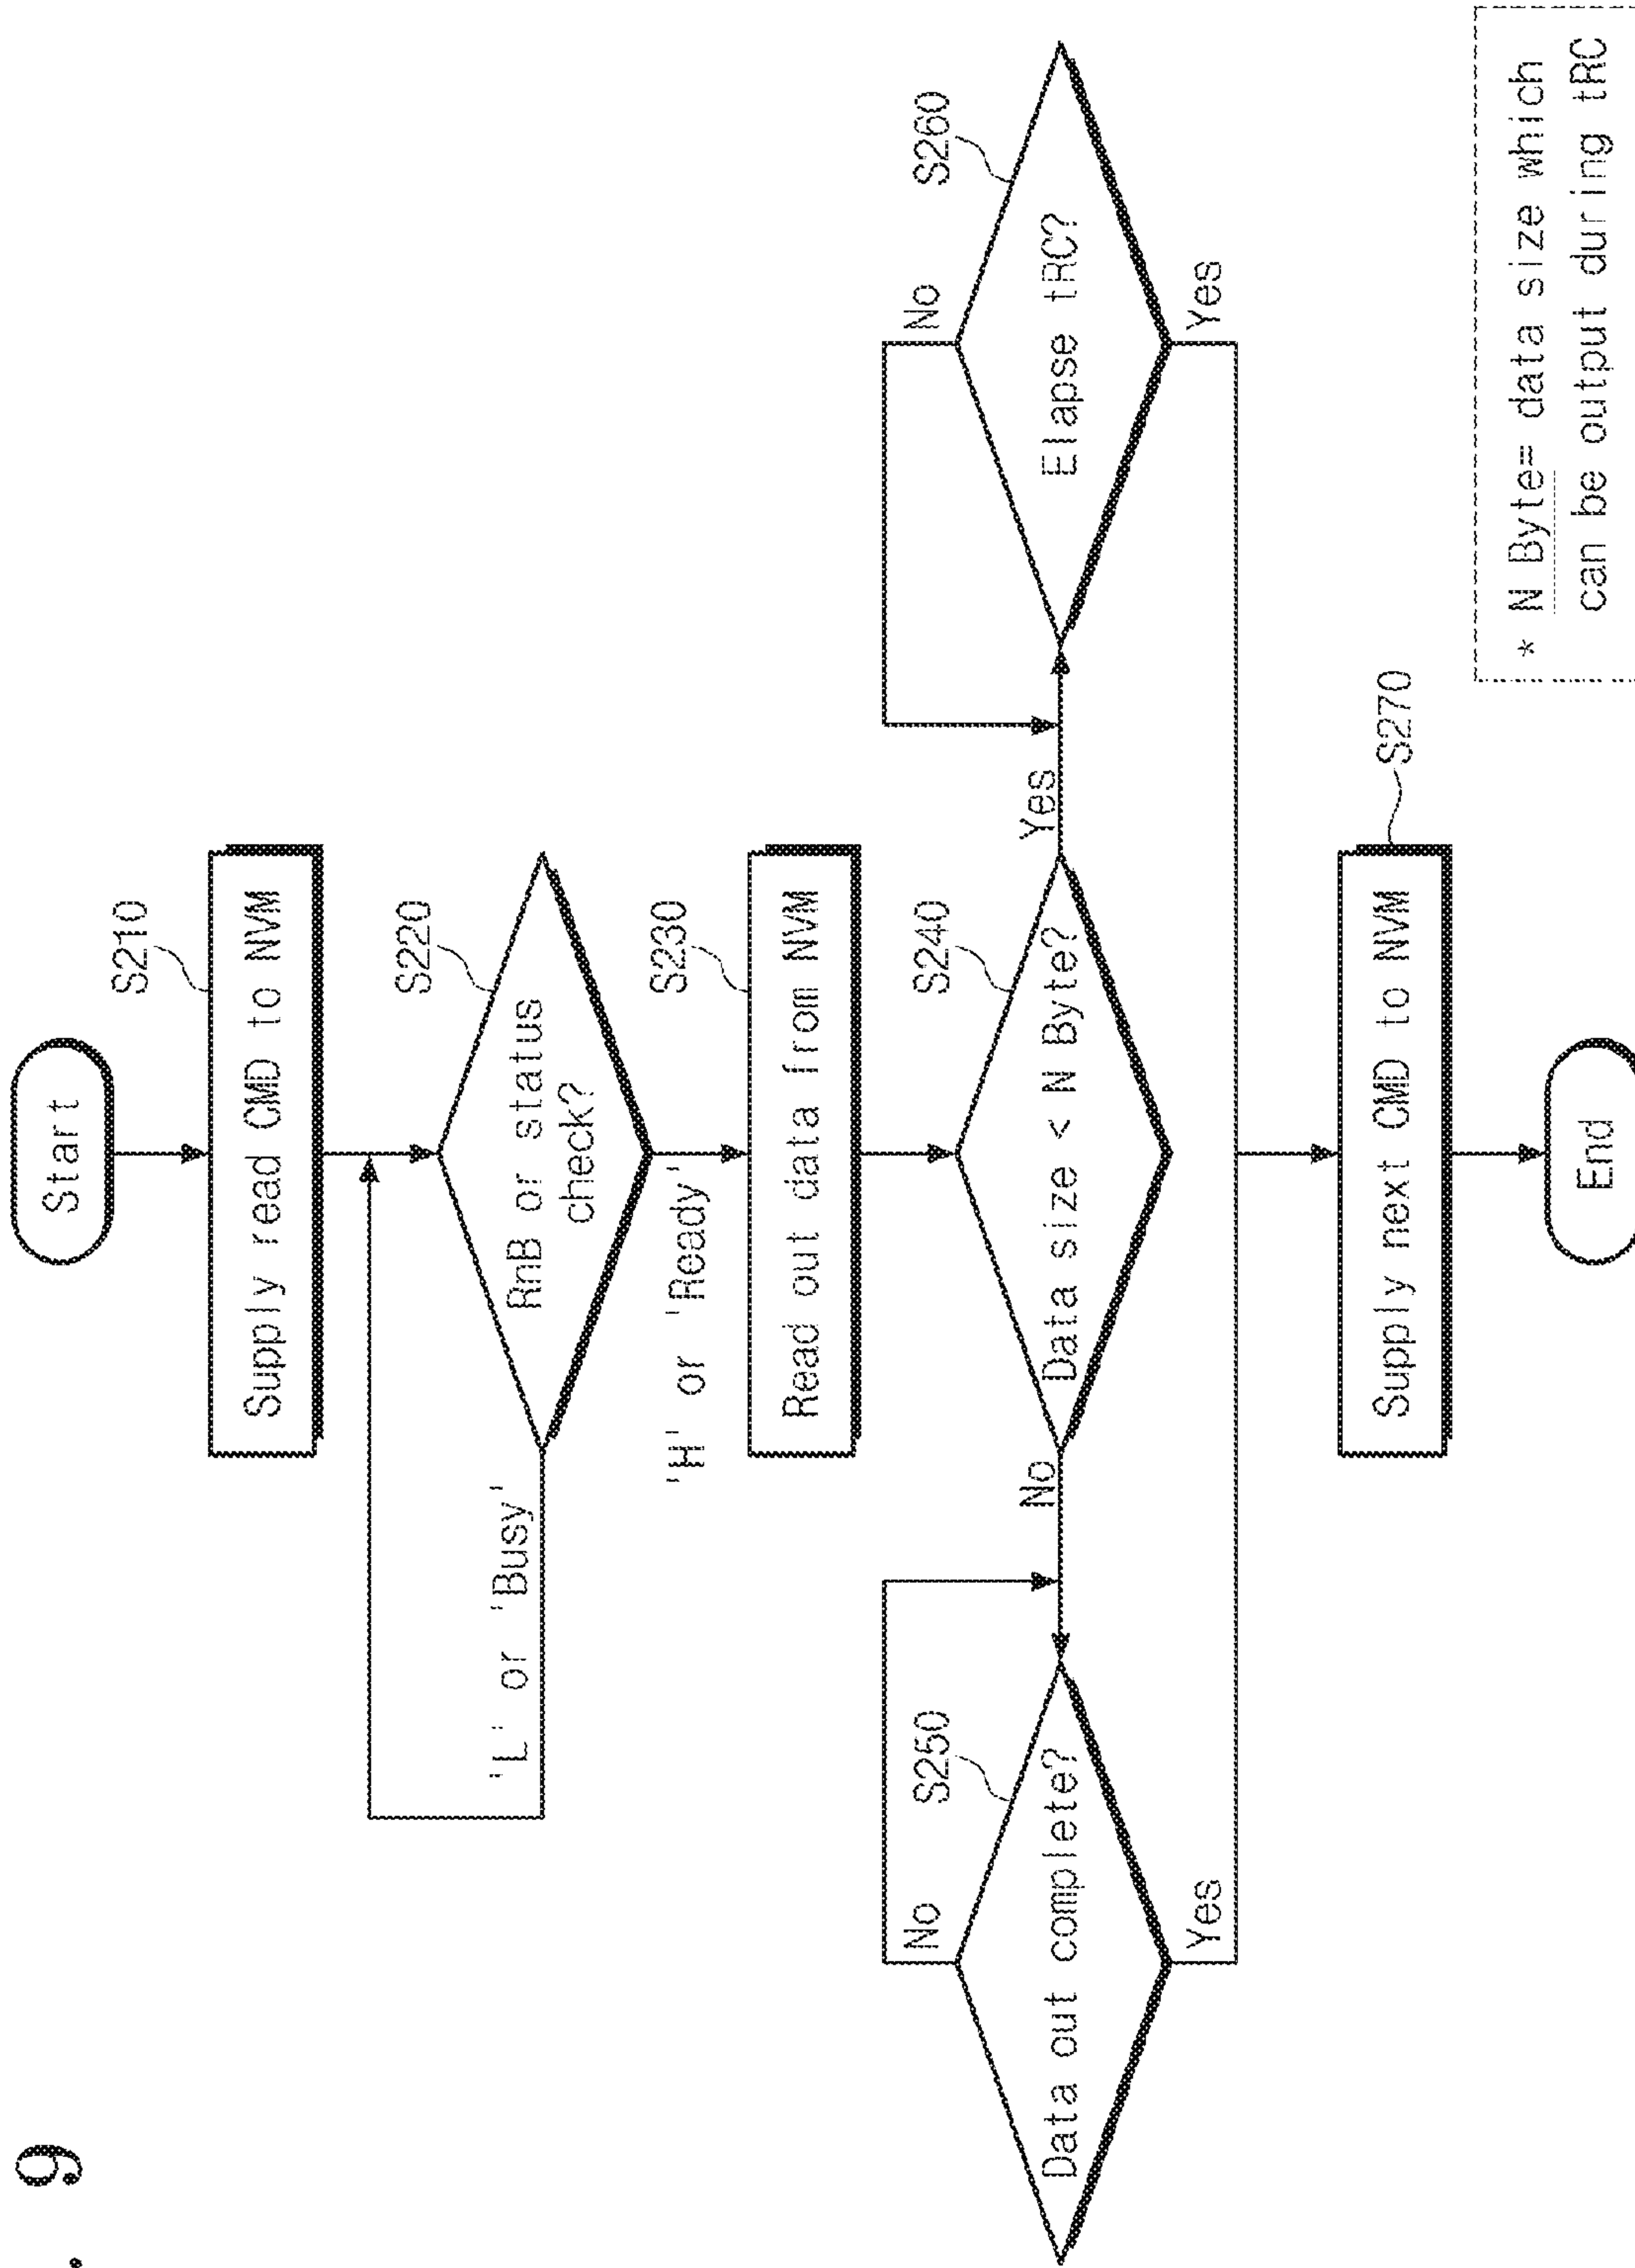 . 9
Start
S210
Supply read CMD to NVM
S220
RnB or status
check?
'L' or 'Busy'
'H' or 'Ready'
S230
Read out data from NVM
S240
Data size < N Byte?
No
Yes
S250
Data out complete?
No
Yes
S260
Elapse tRC?
No
Yes
S270
Supply next CMD to NVM
End
* N Byte= data size which
can be output during tRC